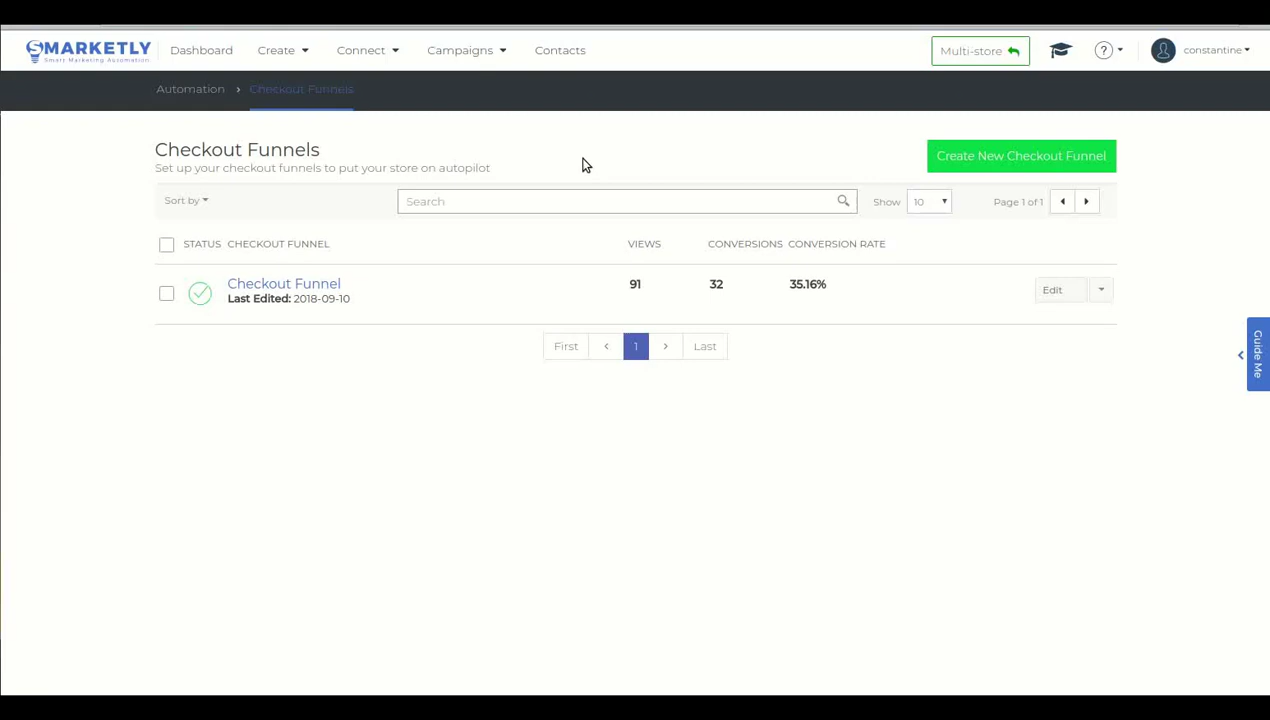 SMARKETLY
Smart Marketing Automation
Dashboard Create Connect Campaigns Contacts
Multi-store ? constantine
Automation › Checkout Funnels
Checkout Funnels
Set up your checkout funnels to put your store on autopilot
Create New Checkout Funnel
Sort by Search Show 10 Page 1 of 1
STATUS CHECKOUT FUNNEL VIEWS CONVERSIONS CONVERSION RATE
Checkout Funnel 91 32 35.16% Edit
Last Edited: 2018-09-10
First ‹ 1 › Last
Guide Me